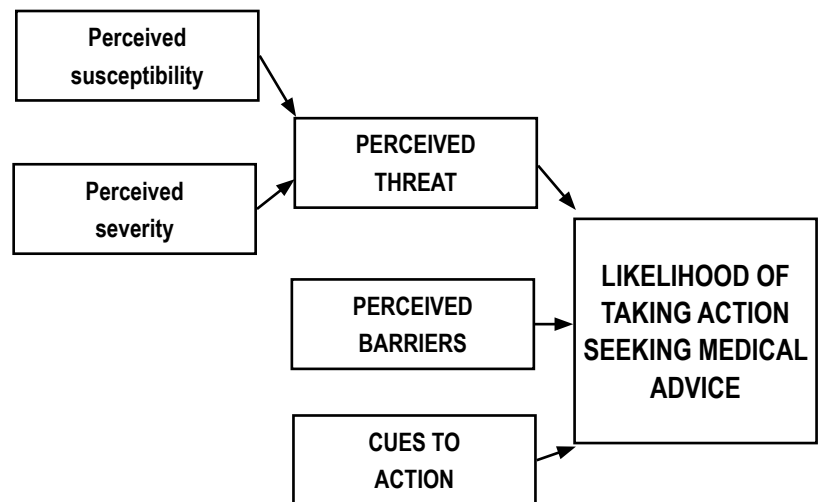 Perceived
susceptibility
Perceived
severity
PERCEIVED
THREAT
PERCEIVED
BARRIERS
CUES TO
ACTION
LIKELIHOOD OF
TAKING ACTION
SEEKING MEDICAL
ADVICE